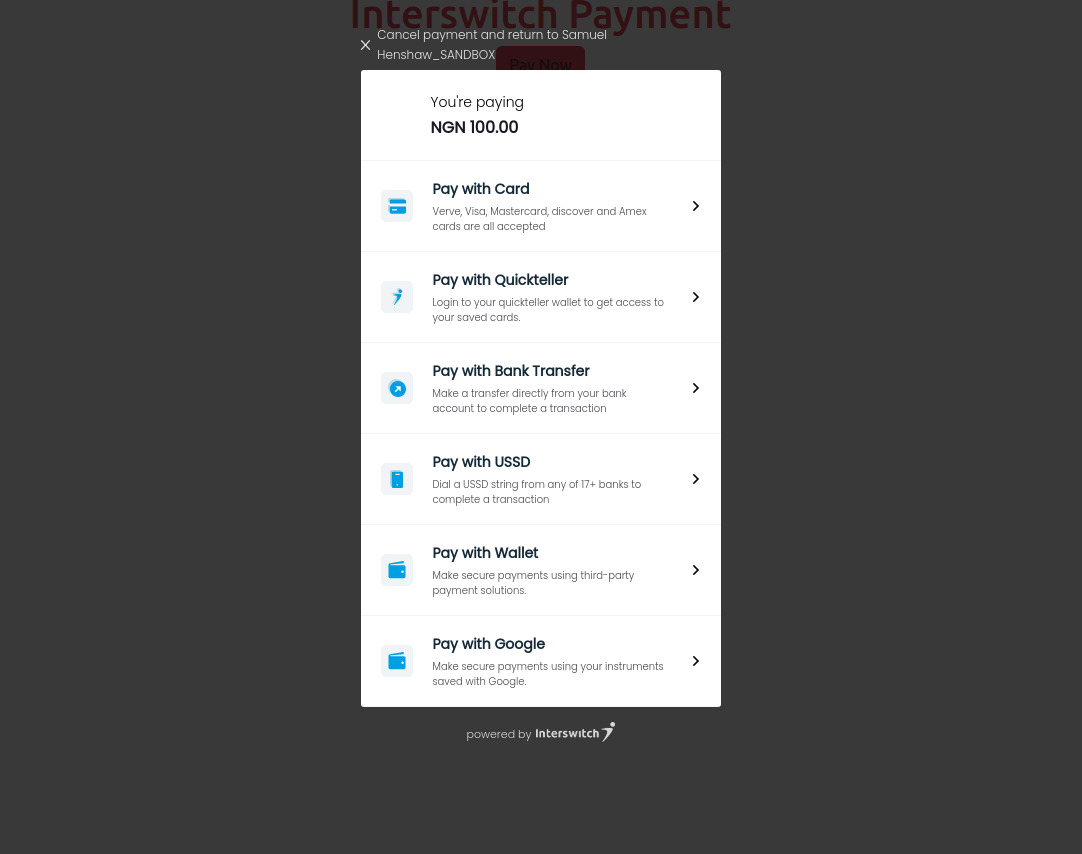 Interswitch Payment
Cancel payment and return to Samuel
Henshaw_SANDBOX
Pay Now
You're paying
NGN 100.00
Pay with Card
Verve, Visa, Mastercard, discover and Amex
cards are all accepted
Pay with Quickteller
Login to your quickteller wallet to get access to
your saved cards.
Pay with Bank Transfer
Make a transfer directly from your bank
account to complete a transaction
Pay with USSD
Dial a USSD string from any of 17+ banks to
complete a transaction
Pay with Wallet
Make secure payments using third-party
payment solutions.
Pay with Google
Make secure payments using your instruments
saved with Google.
powered by Interswitch